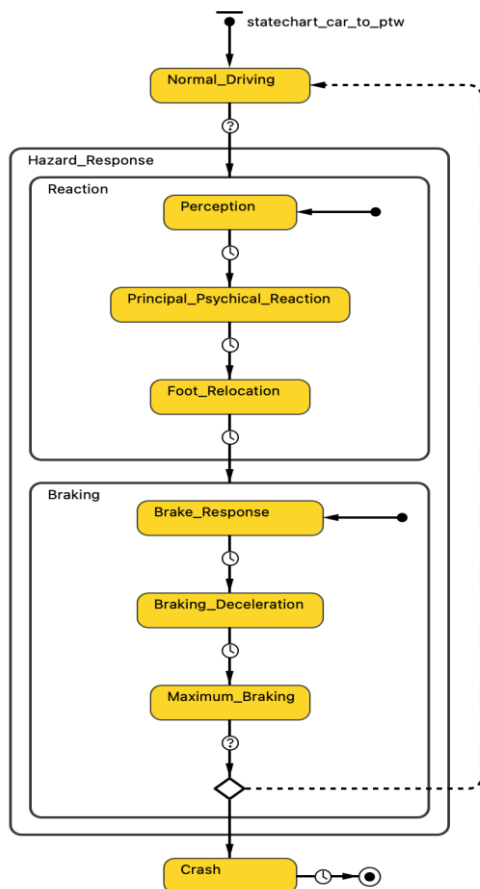 statechart_car_to_ptw
Normal_Driving
?
Hazard_Response
Reaction
Perception
Principal_Psychical_Reaction
Foot_Relocation
Braking
Brake_Response
Braking_Deceleration
Maximum_Braking
?
Crash